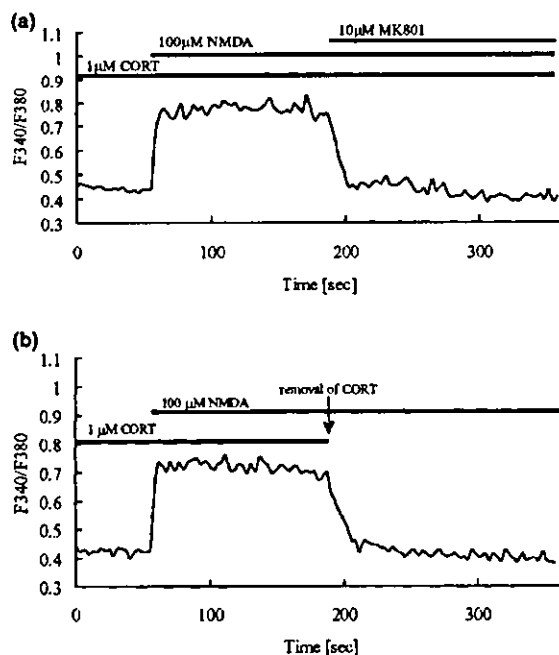 (a)
10μM MK801
100μM NMDA
1μM CORT
F340/F380
1.1
1
0.9
0.8
0.7
0.6
0.5
0.4
0.3
0
100
200
300
Time [sec]
(b)
removal of CORT
100 μM NMDA
1 μM CORT
F340/F380
1.1
1
0.9
0.8
0.7
0.6
0.5
0.4
0.3
0
100
200
300
Time [sec]